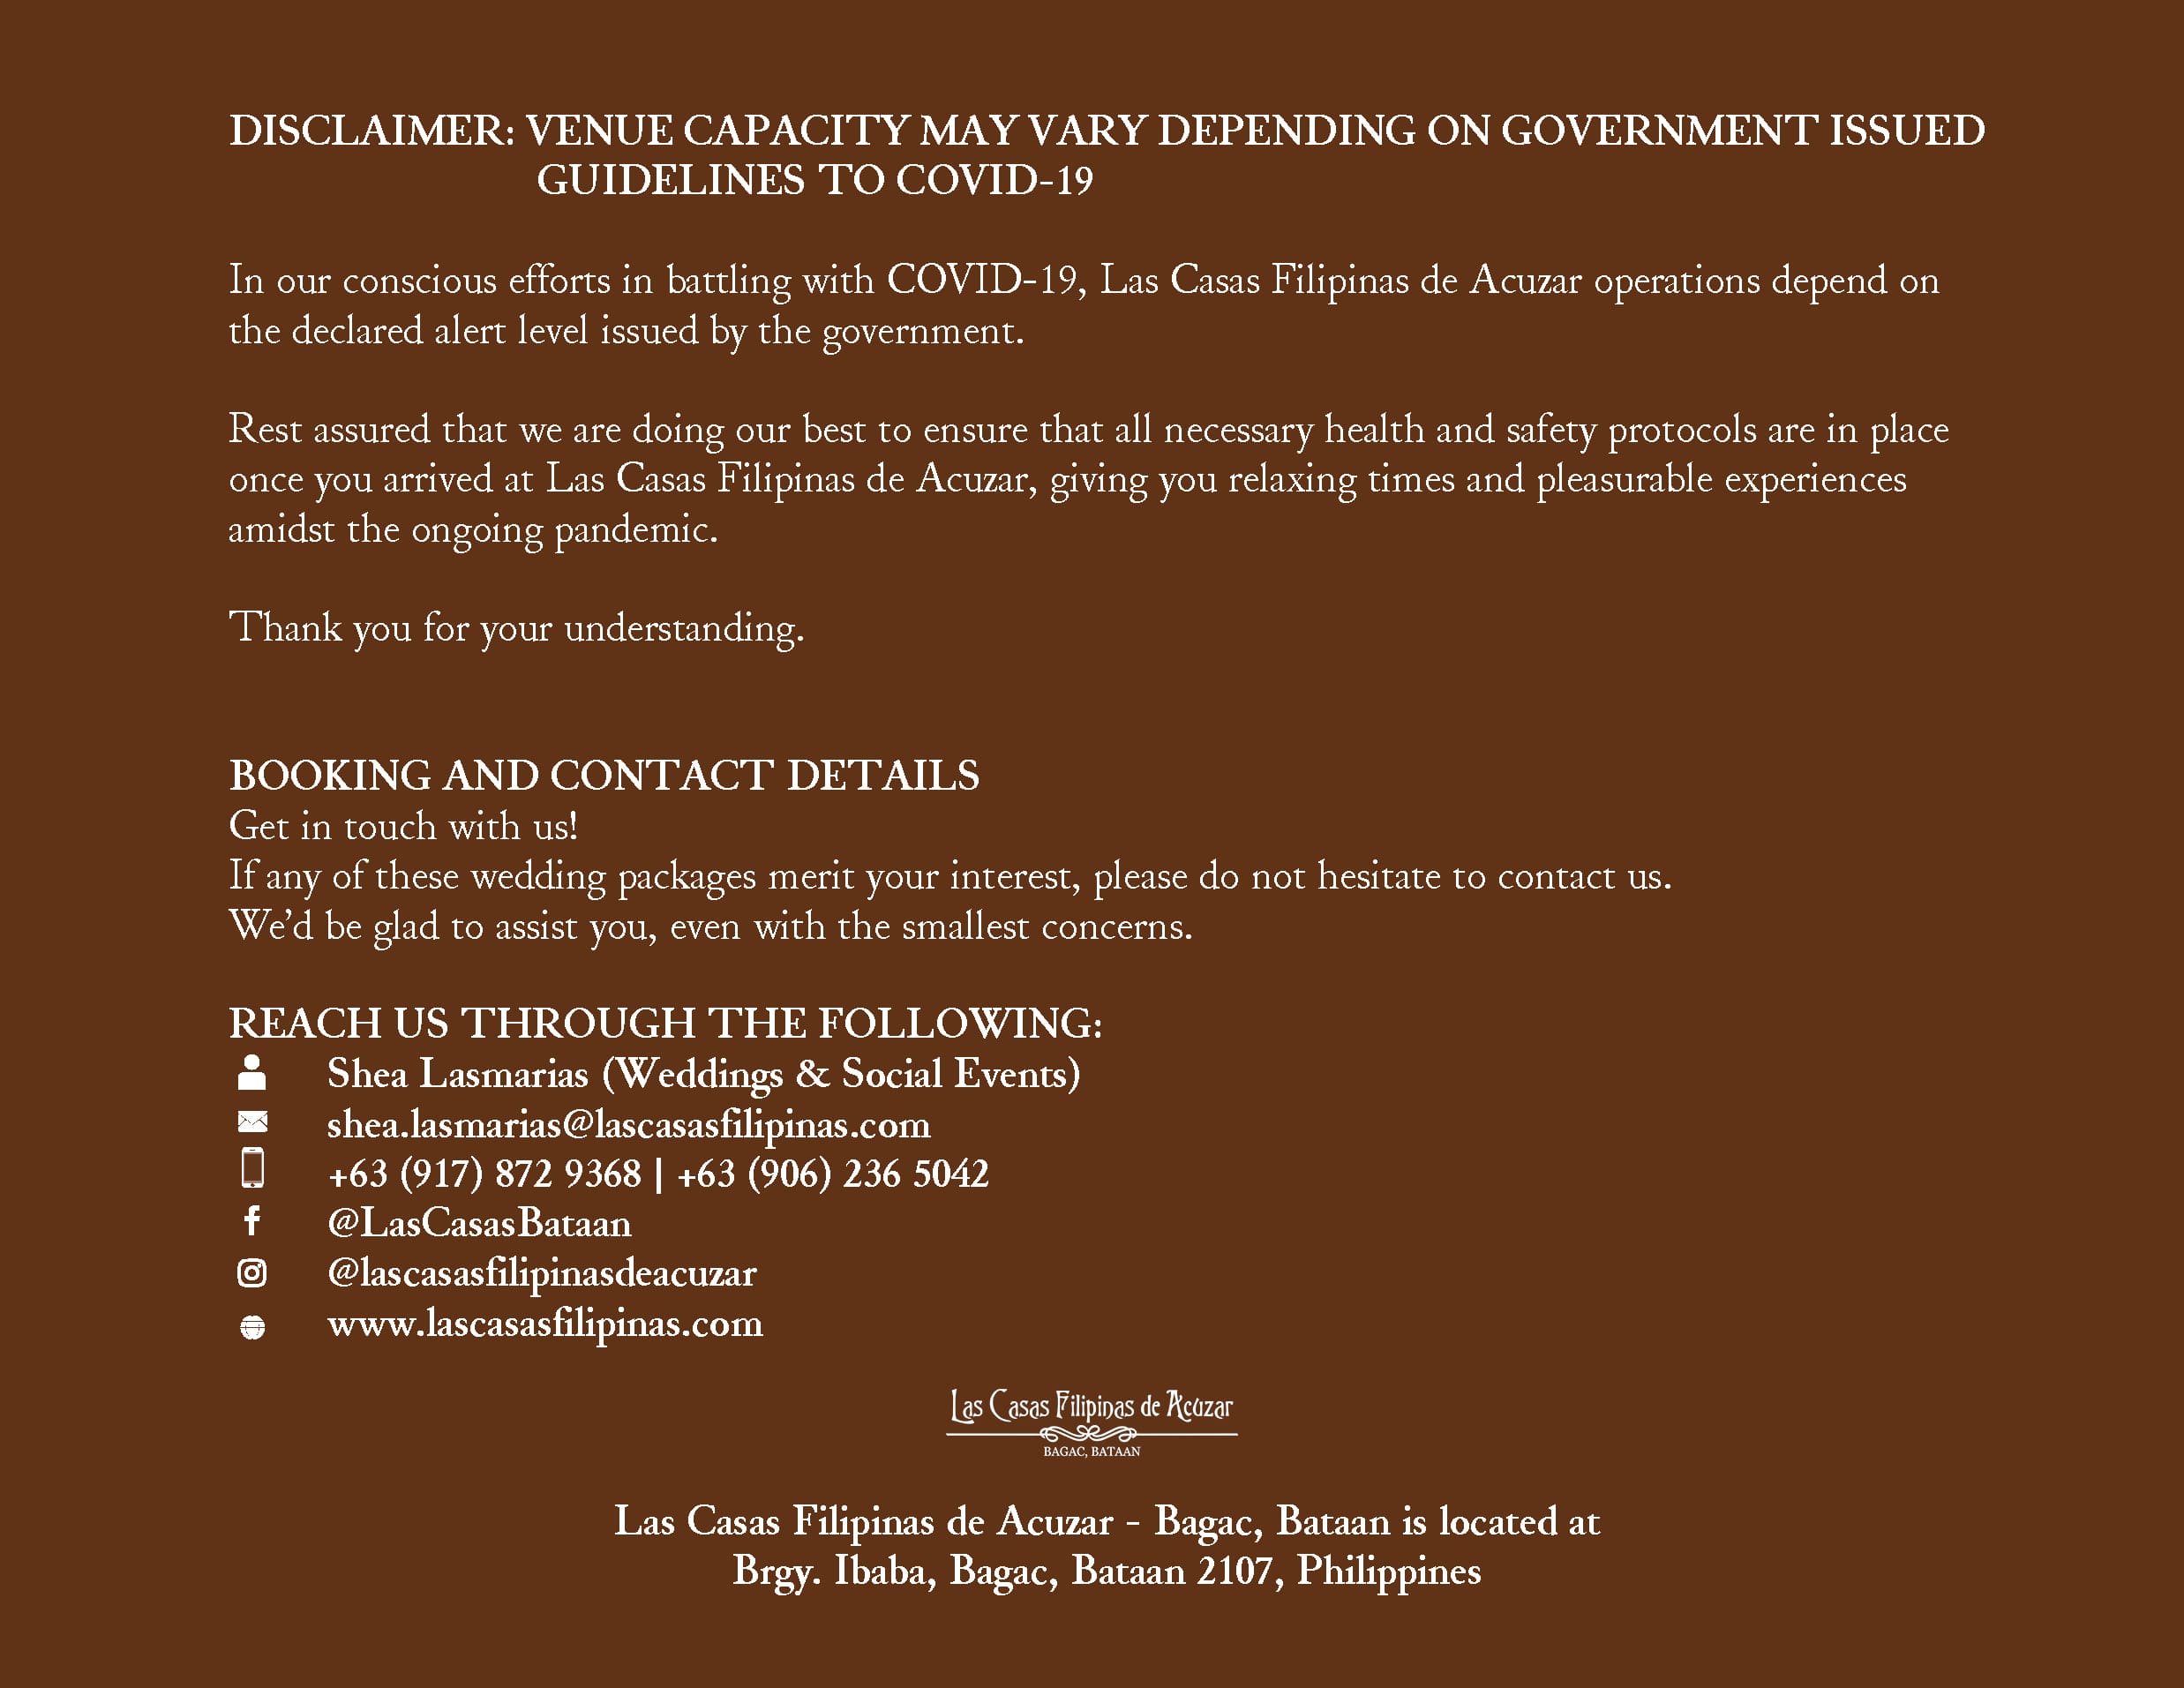 DISCLAIMER: VENUE CAPACITY MAY VARY DEPENDING ON GOVERNMENT ISSUED
GUIDELINES TO COVID-19
In our conscious efforts in battling with COVID-19, Las Casas Filipinas de Acuzar operations depend on
the declared alert level issued by the government.
Rest assured that we are doing our best to ensure that all necessary health and safety protocols are in place
once you arrived at Las Casas Filipinas de Acuzar, giving you relaxing times and pleasurable experiences
amidst the ongoing pandemic.
Thank you for your understanding.
BOOKING AND CONTACT DETAILS
Get in touch with us!
If any of these wedding packages merit your interest, please do not hesitate to contact us.
We’d be glad to assist you, even with the smallest concerns.
REACH US THROUGH THE FOLLOWING:
Shea Lasmarias (Weddings & Social Events)
shea.lasmarias@lascasasfilipinas.com
+63 (917) 872 9368 | +63 (906) 236 5042
@LasCasasBataan
@lascasasfilipinasdeacuzar
www.lascasasfilipinas.com
Las Casas Filipinas de Acuzar
BAGAC, BATAAN
Las Casas Filipinas de Acuzar - Bagac, Bataan is located at
Brgy. Ibaba, Bagac, Bataan 2107, Philippines